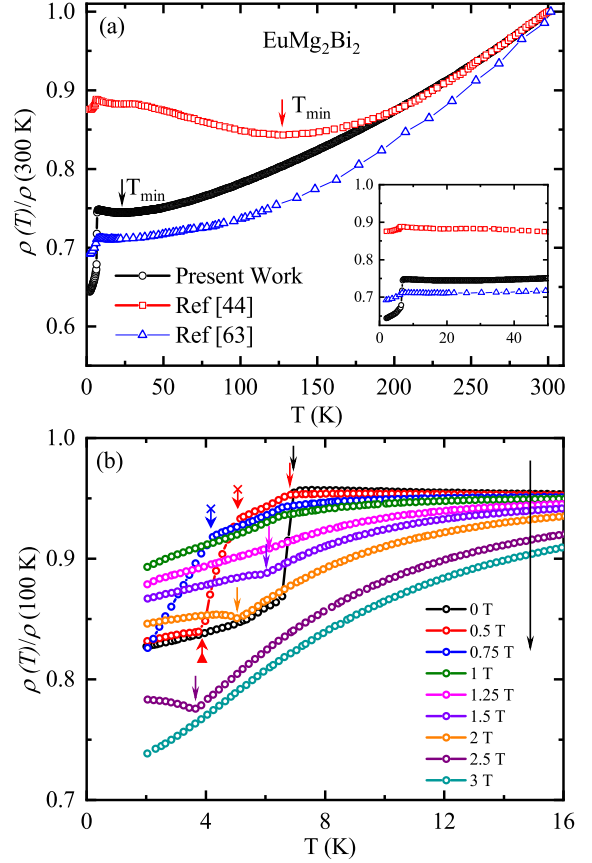 (a)
EuMg₂Bi₂
T_min
T_min
ρ (T)/ρ (300 K)
1.0
0.9
0.8
0.7
0.6
Present Work
Ref [44]
Ref [63]
1.0
0.9
0.8
0.7
0 20 40
0 50 100 150 200 250 300
T (K)
(b)
ρ (T)/ρ (100 K)
1.0
0.9
0.8
0.7
0 T
0.5 T
0.75 T
1 T
1.25 T
1.5 T
2 T
2.5 T
3 T
0 4 8 12 16
T (K)